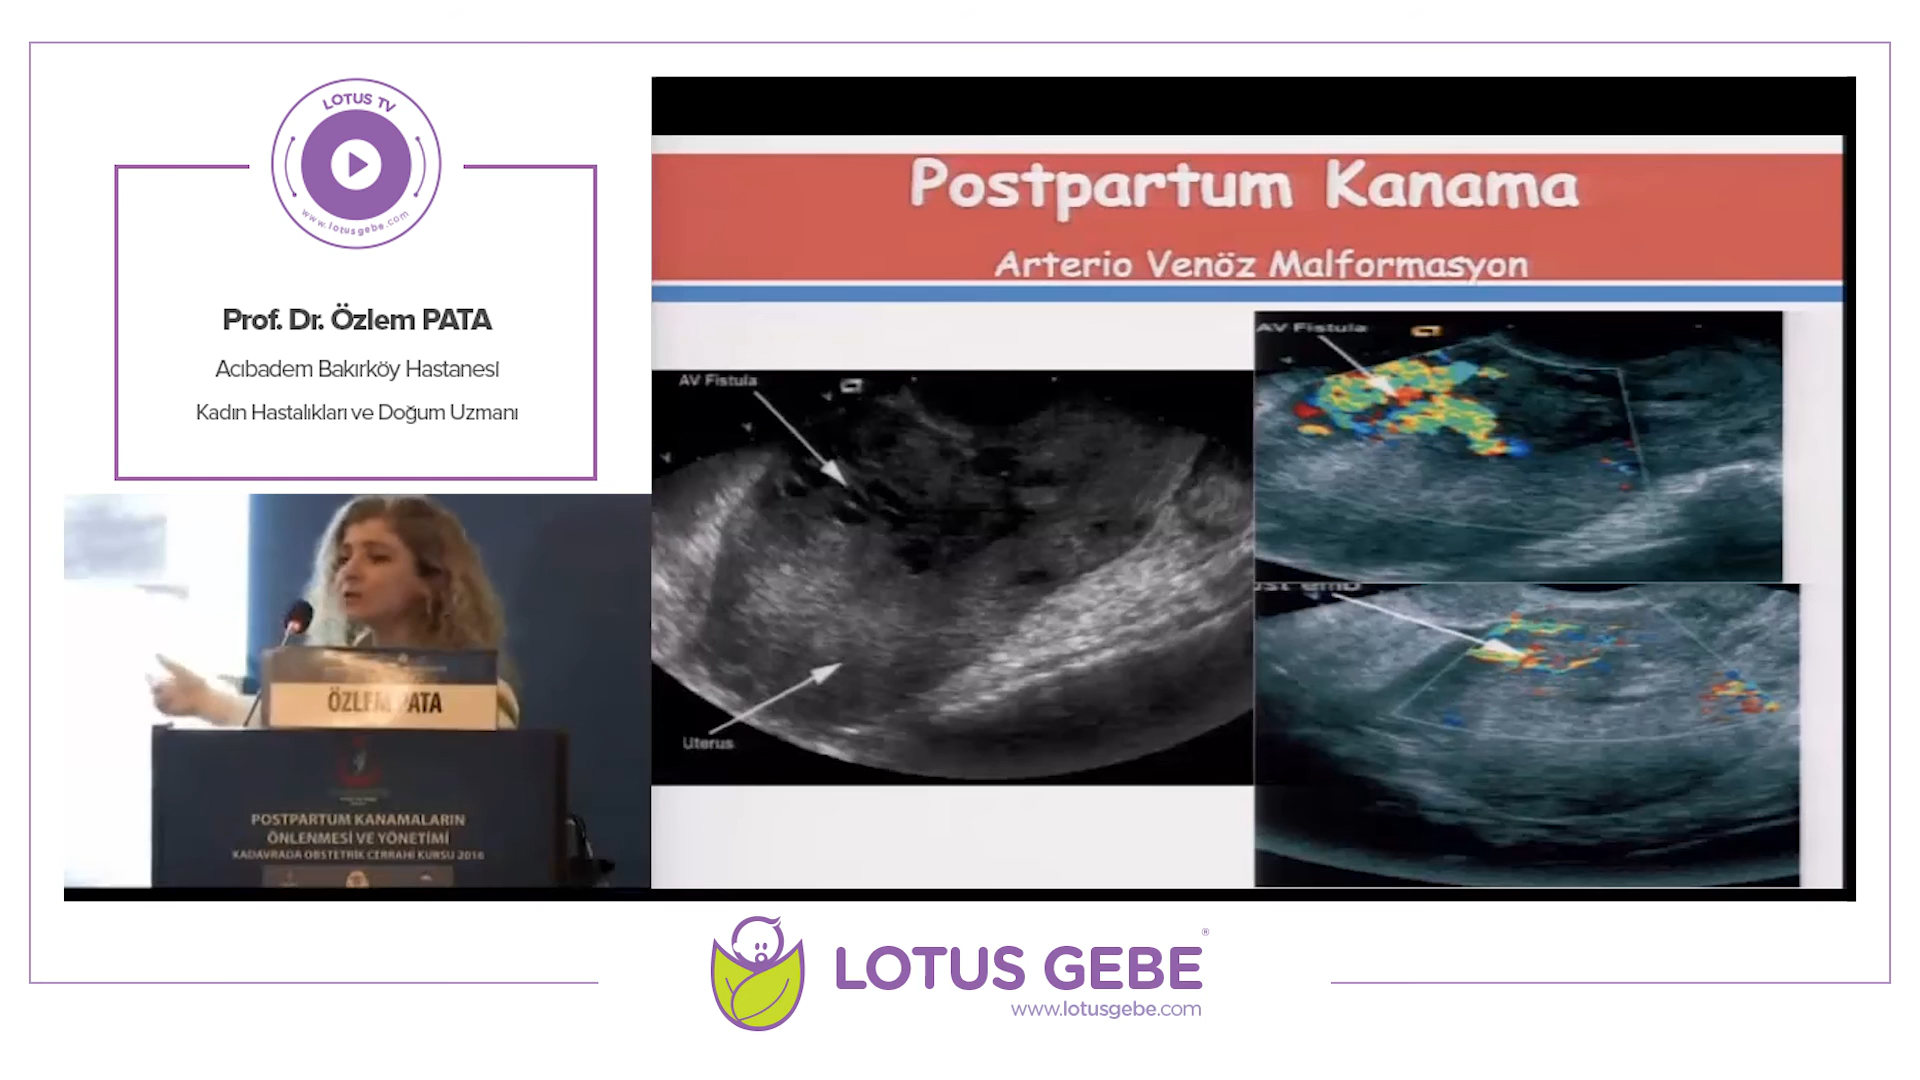 LOTUS TV
www.lotusgebe.com
Prof. Dr. Özlem PATA
Acıbadem Bakırköy Hastanesi
Kadın Hastalıkları ve Doğum Uzmanı
ÖZLEM PATA
POSTPARTUM KANAMALARIN
ÖNLENMESİ VE YÖNETİMİ
KADAVRADA OBSTETRİK CERRAHİ KURSU 2016
Postpartum Kanama
Arterio Venöz Malformasyon
AV Fistula
Uterus
AV Fistula
LOTUS GEBE®
www.lotusgebe.com